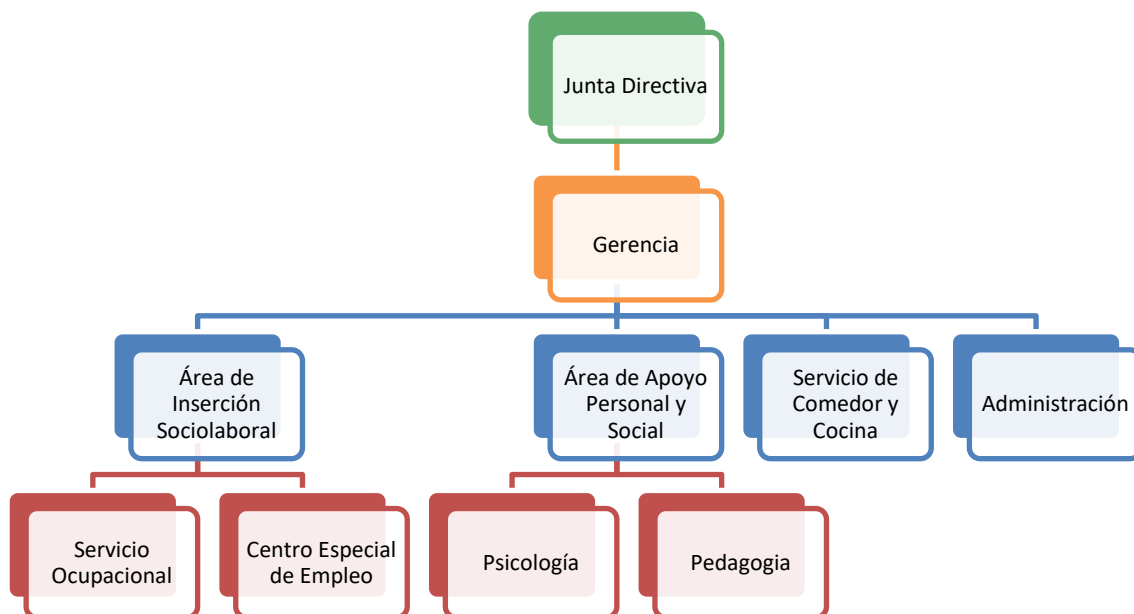 Junta Directiva
Gerencia
Área de
Inserción
Sociolaboral
Área de Apoyo
Personal y
Social
Servicio de
Comedor y
Cocina
Administración
Servicio
Ocupacional
Centro Especial
de Empleo
Psicología
Pedagogia